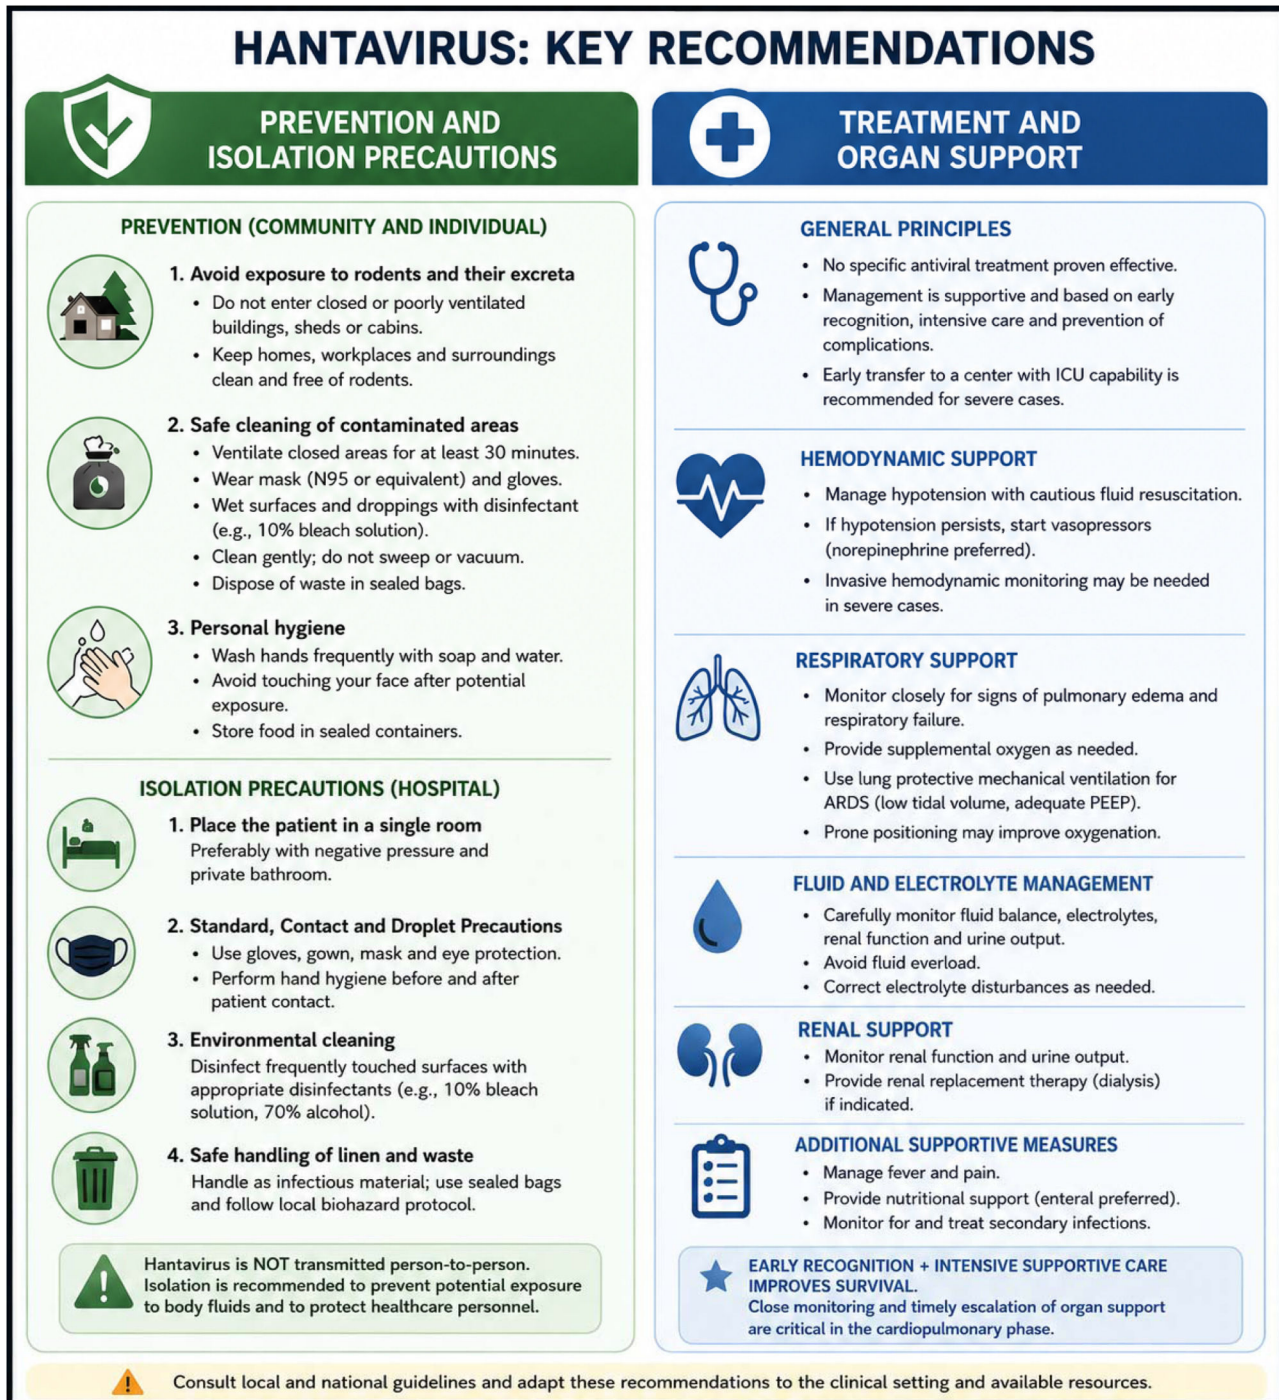 HANTAVIRUS: KEY RECOMMENDATIONS
PREVENTION AND
ISOLATION PRECAUTIONS
PREVENTION (COMMUNITY AND INDIVIDUAL)
1. Avoid exposure to rodents and their excreta
• Do not enter closed or poorly ventilated
buildings, sheds or cabins.
• Keep homes, workplaces and surroundings
clean and free of rodents.
2. Safe cleaning of contaminated areas
• Ventilate closed areas for at least 30 minutes.
• Wear mask (N95 or equivalent) and gloves.
• Wet surfaces and droppings with disinfectant
(e.g., 10% bleach solution).
• Clean gently; do not sweep or vacuum.
• Dispose of waste in sealed bags.
3. Personal hygiene
• Wash hands frequently with soap and water.
• Avoid touching your face after potential
exposure.
• Store food in sealed containers.
ISOLATION PRECAUTIONS (HOSPITAL)
1. Place the patient in a single room
Preferably with negative pressure and
private bathroom.
2. Standard, Contact and Droplet Precautions
• Use gloves, gown, mask and eye protection.
• Perform hand hygiene before and after
patient contact.
3. Environmental cleaning
Disinfect frequently touched surfaces with
appropriate disinfectants (e.g., 10% bleach
solution, 70% alcohol).
4. Safe handling of linen and waste
Handle as infectious material; use sealed bags
and follow local biohazard protocol.
Hantavirus is NOT transmitted person-to-person.
Isolation is recommended to prevent potential exposure
to body fluids and to protect healthcare personnel.
TREATMENT AND
ORGAN SUPPORT
GENERAL PRINCIPLES
• No specific antiviral treatment proven effective.
• Management is supportive and based on early
recognition, intensive care and prevention of
complications.
• Early transfer to a center with ICU capability is
recommended for severe cases.
HEMODYNAMIC SUPPORT
• Manage hypotension with cautious fluid resuscitation.
• If hypotension persists, start vasopressors
(norepinephrine preferred).
• Invasive hemodynamic monitoring may be needed
in severe cases.
RESPIRATORY SUPPORT
• Monitor closely for signs of pulmonary edema and
respiratory failure.
• Provide supplemental oxygen as needed.
• Use lung protective mechanical ventilation for
ARDS (low tidal volume, adequate PEEP).
• Prone positioning may improve oxygenation.
FLUID AND ELECTROLYTE MANAGEMENT
• Carefully monitor fluid balance, electrolytes,
renal function and urine output.
• Avoid fluid everload.
• Correct electrolyte disturbances as needed.
RENAL SUPPORT
• Monitor renal function and urine output.
• Provide renal replacement therapy (dialysis)
if indicated.
ADDITIONAL SUPPORTIVE MEASURES
• Manage fever and pain.
• Provide nutritional support (enteral preferred).
• Monitor for and treat secondary infections.
EARLY RECOGNITION + INTENSIVE SUPPORTIVE CARE
IMPROVES SURVIVAL.
Close monitoring and timely escalation of organ support
are critical in the cardiopulmonary phase.
Consult local and national guidelines and adapt these recommendations to the clinical setting and available resources.